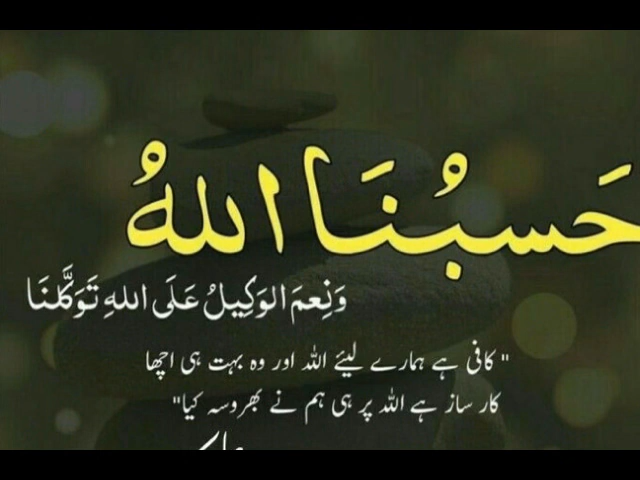 حَسبُنَا اللهُ
وَنِعمَ الوَكِيلُ عَلَى اللهِ تَوَكَّلنَا
" کافی ہے ہمارے لیئے اللہ اور وہ بہت ہی اچھا
کار ساز ہے اللہ پر ہی ہم نے بھروسہ کیا"